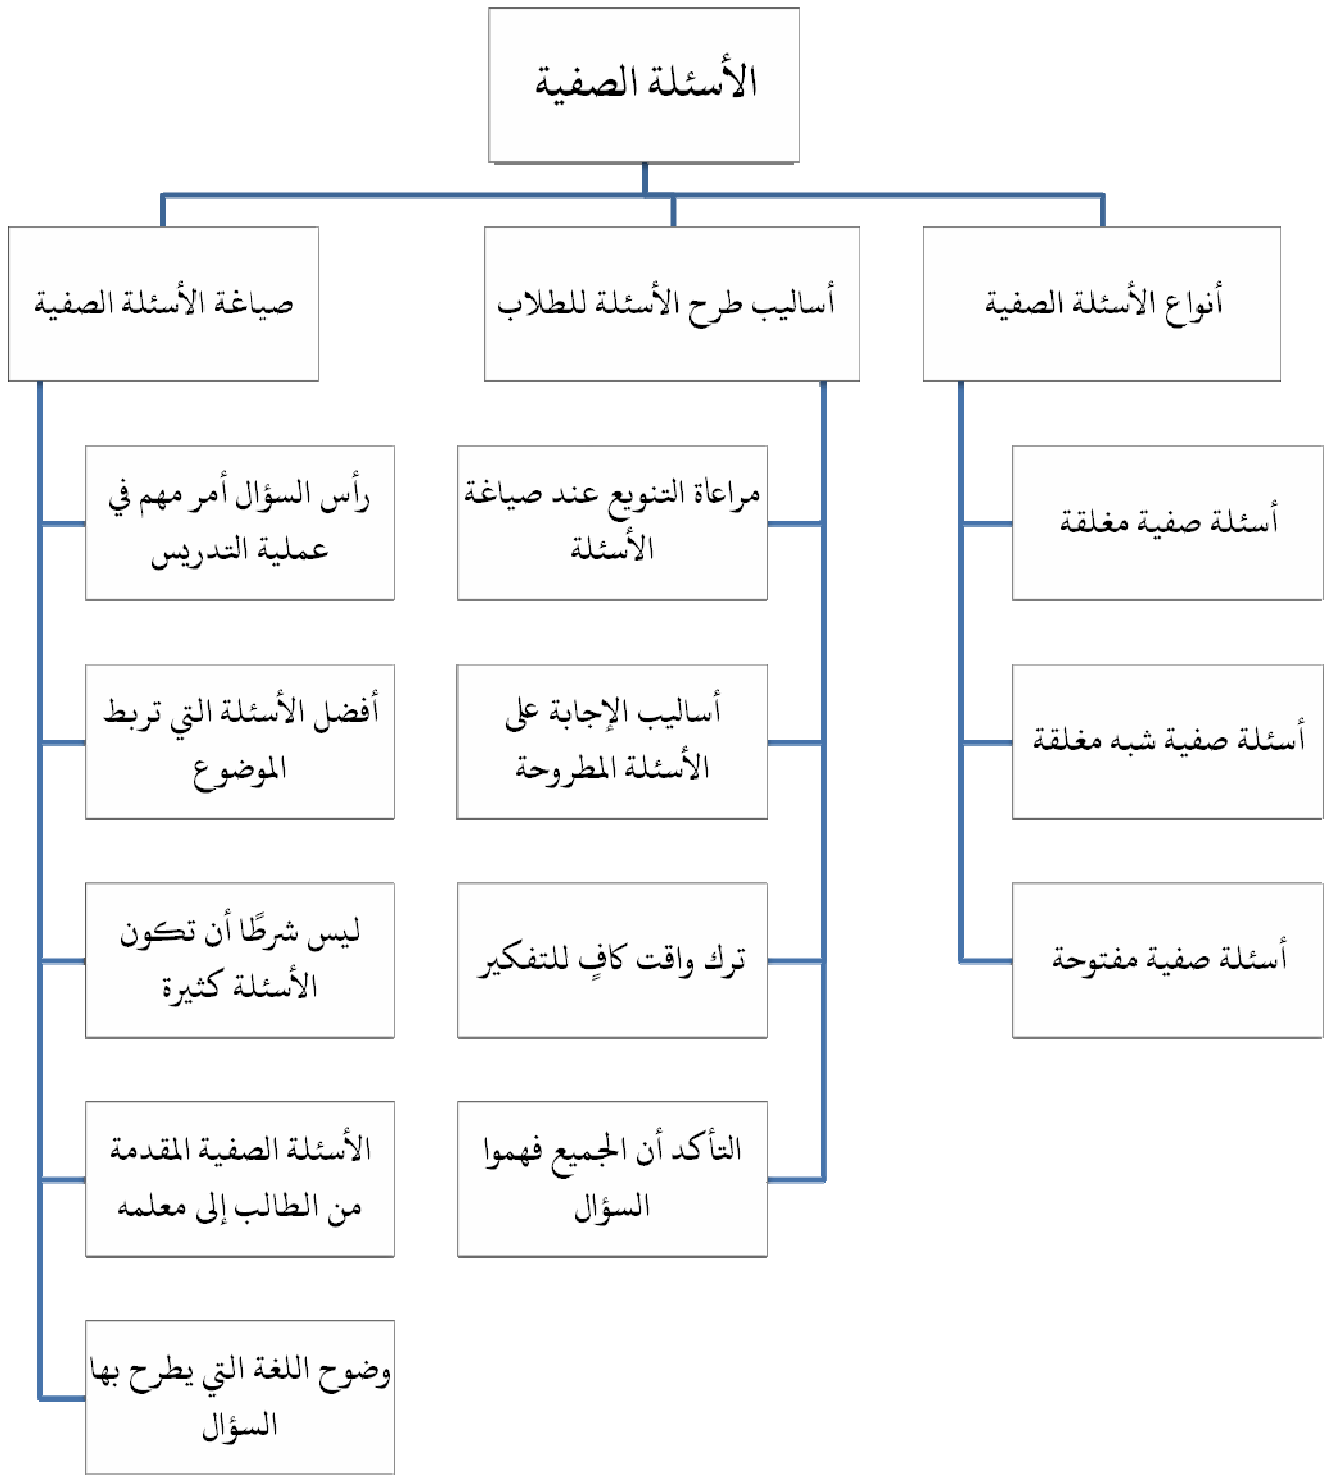 الأسئلة الصفية
أنواع الأسئلة الصفية
أسئلة صفية مغلقة
أسئلة صفية شبه مغلقة
أسئلة صفية مفتوحة
أساليب طرح الأسئلة للطلاب
مراعاة التنويع عند صياغة
الأسئلة
أساليب الإجابة على
الأسئلة المطروحة
ترك واقت كافٍ للتفكير
التأكد أن الجميع فهموا
السؤال
صياغة الأسئلة الصفية
رأس السؤال أمر مهم في
عملية التدريس
أفضل الأسئلة التي تربط
الموضوع
ليس شرطًا أن تكون
الأسئلة كثيرة
الأسئلة الصفية المقدمة
من الطالب إلى معلمه
وضوح اللغة التي يطرح بها
السؤال